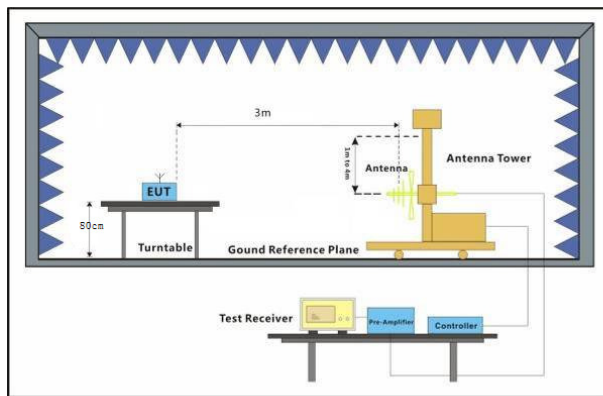 3m
1m to 4m
Antenna
Antenna Tower
EUT
80cm
Turntable
Gound Reference Plane
Test Receiver
Pre-Amplifier
Controller